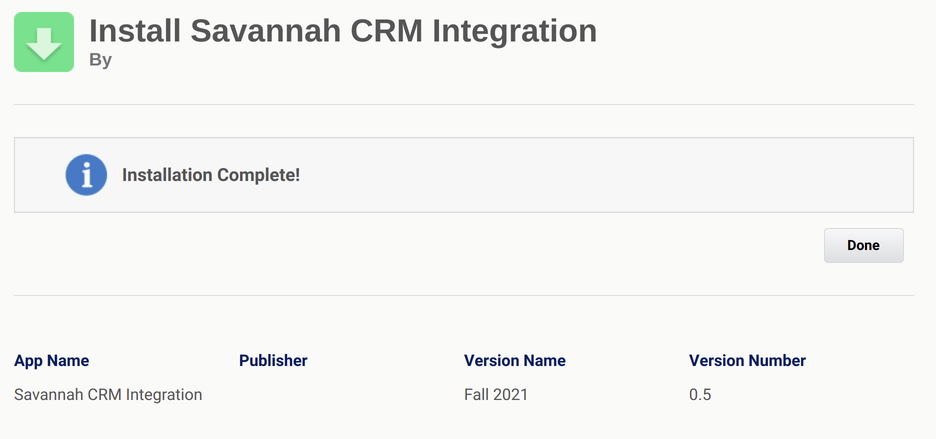 Install Savannah CRM Integration
By
Installation Complete!
Done
App Name Publisher Version Name Version Number
Savannah CRM Integration Fall 2021 0.5